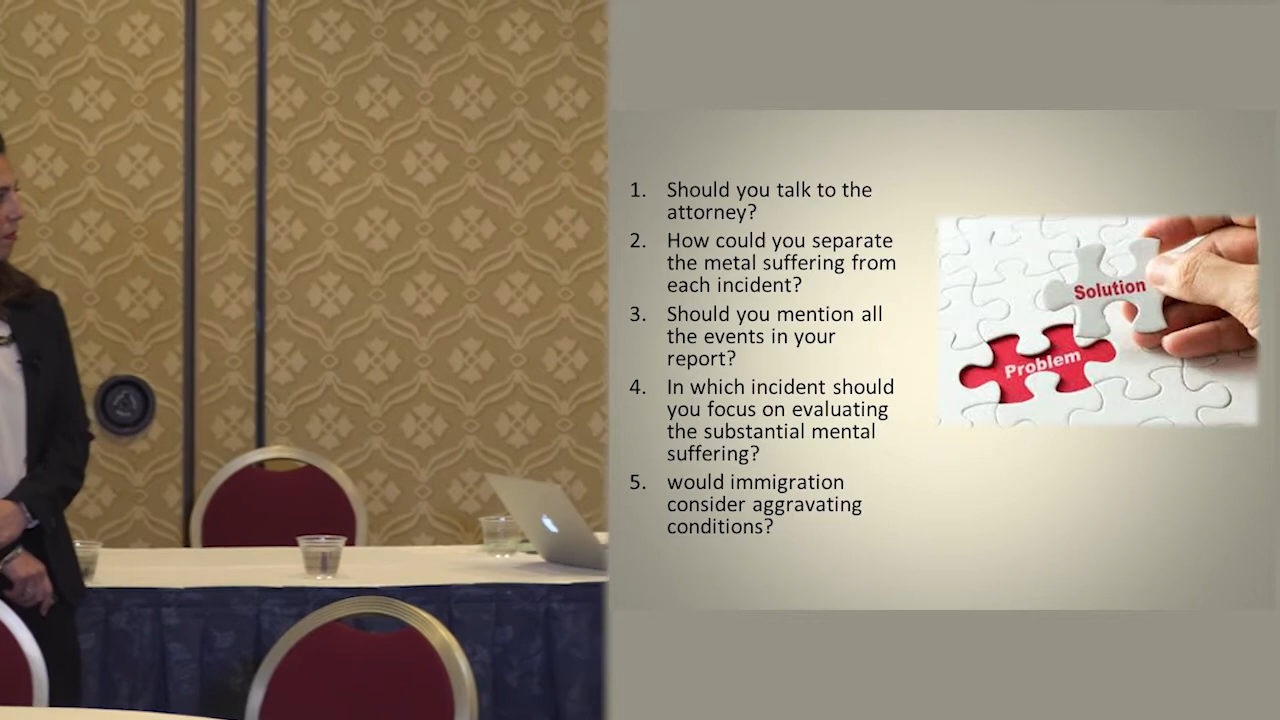 1. Should you talk to the
attorney?
2. How could you separate
the metal suffering from
each incident?
3. Should you mention all
the events in your
report?
4. In which incident should
you focus on evaluating
the substantial mental
suffering?
5. would immigration
consider aggravating
conditions?
Solution
Problem